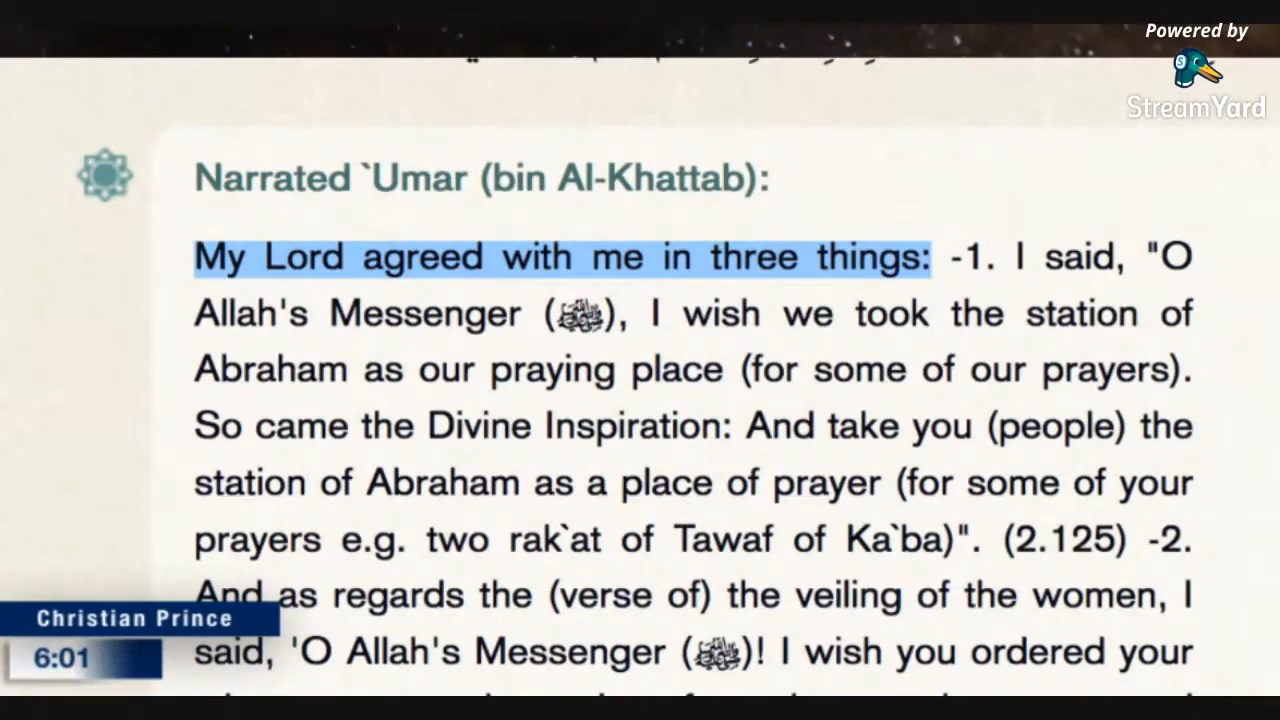 Powered by
StreamYard
Narrated `Umar (bin Al-Khattab):
My Lord agreed with me in three things: -1. I said, "O
Allah's Messenger (ﷺ), I wish we took the station of
Abraham as our praying place (for some of our prayers).
So came the Divine Inspiration: And take you (people) the
station of Abraham as a place of prayer (for some of your
prayers e.g. two rak`at of Tawaf of Ka`ba)". (2.125) -2.
And as regards the (verse of) the veiling of the women, I
said, 'O Allah's Messenger (ﷺ)! I wish you ordered your
Christian Prince
6:01